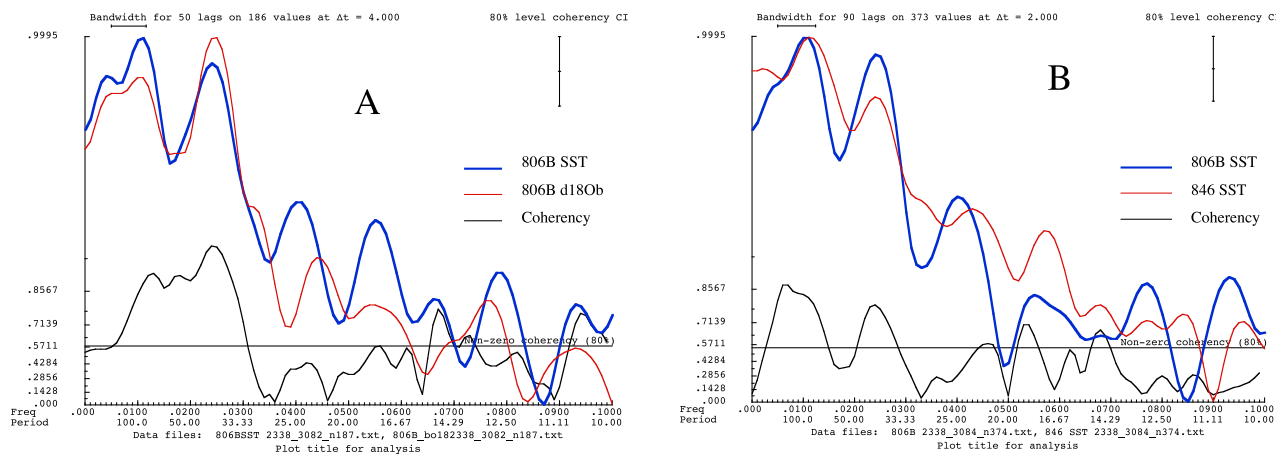 Bandwidth for 50 lags on 186 values at Δt = 4.000
80% level coherency CI
.9995
A
806B SST
806B d18Ob
Coherency
.8567
.7139
Non-zero coherency (80%)
.5711
.4284
.2856
.1428
.000
Freq .000 .0100 .0200 .0300 .0400 .0500 .0600 .0700 .0800 .0900 .1000
Period 100.0 50.00 33.33 25.00 20.00 16.67 14.29 12.50 11.11 10.00
Data files: 806BSST 2338_3082_n187.txt, 806B_bo182338_3082_n187.txt
Plot title for analysis
Bandwidth for 90 lags on 373 values at Δt = 2.000
80% level coherency C
.9995
B
806B SST
846 SST
Coherency
.8567
.7139
Non-zero coherency (80%)
.5711
.4284
.2856
.1428
.000
Freq .000 .0100 .0200 .0300 .0400 .0500 .0600 .0700 .0800 .0900 .1000
Period 100.0 50.00 33.33 25.00 20.00 16.67 14.29 12.50 11.11 10.00
Data files: 806B 2338_3084_n374.txt, 846 SST 2338_3084_n374.txt
Plot title for analysis